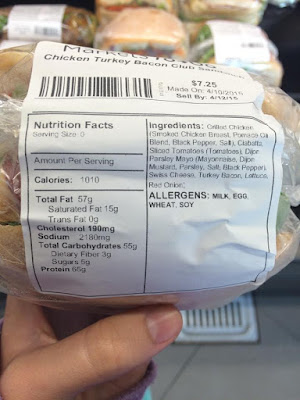 Chicken Turkey Bacon Club
$7.25
Made On: 4/10/2015
Sell By: 4/12/15
Nutrition Facts
Serving Size: 0
Amount Per Serving
Calories: 1010
Total Fat 57g
Saturated Fat 15g
Trans Fat 0g
Cholesterol 190mg
Sodium 2180mg
Total Carbohydrates 55g
Dietary Fiber 3g
Sugars 6g
Protein 65g
Ingredients: Grilled Chicken
(Smoked Chicken Breast, Pomace Oil
Blend, Black Pepper, Salt), Ciabatta,
Sliced Tomatoes (Tomatoes), Dijon
Parsley Mayo (Mayonnaise, Dijon
Mustard, Parsley, Salt, Black Pepper),
Swiss Cheese, Turkey Bacon, Lettuce,
Red Onion;
ALLERGENS: MILK, EGG,
WHEAT, SOY